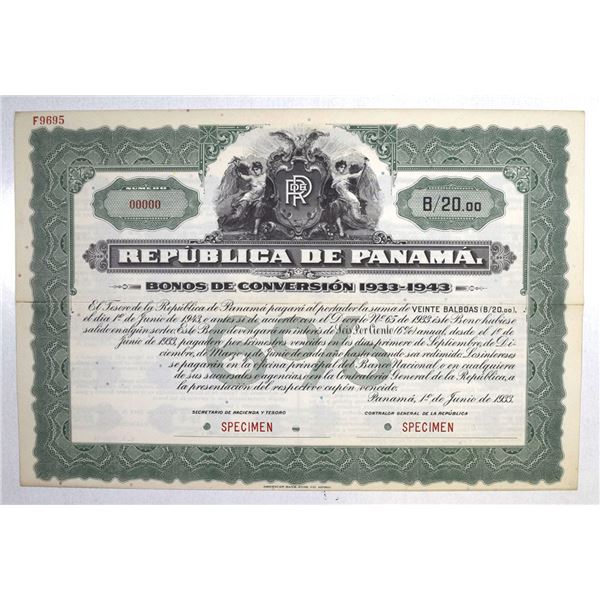 F9695
NUMERO
00000
RP DE
B/20.00
REPÚBLICA DE PANAMÁ.
BONOS DE CONVERSIÓN 1933-1943
El Tesoro de la República de Panamá pagará al portador la suma de VEINTE BALBOAS (B/20.00),
el día 1º de Junio de 1943, o antes si de acuerdo con el Decreto Nº 65 de 1933 éste Bono hubiese
salido en algún sorteo. Este Bono devengará un interés de Seis Por Ciento (6%) anual, desde el 1º de
Junio de 1933, pagadero por trimestres vencidos los días primero de Septiembre, de Di-
ciembre, de Marzo y de Junio de cada año hasta cuando sea redimido. Los intereses
se pagarán en la oficina principal del Banco Nacional o en cualquiera
de sus sucursales o agencias, o en la Contraloría General de la República, a
la presentación del respectivo cupón vencido.
Panamá, 1º de Junio de 1933.
SECRETARIO DE HACIENDA Y TESORO
CONTRALOR GENERAL DE LA REPÚBLICA
SPECIMEN
SPECIMEN
AMERICAN BANK NOTE CO.